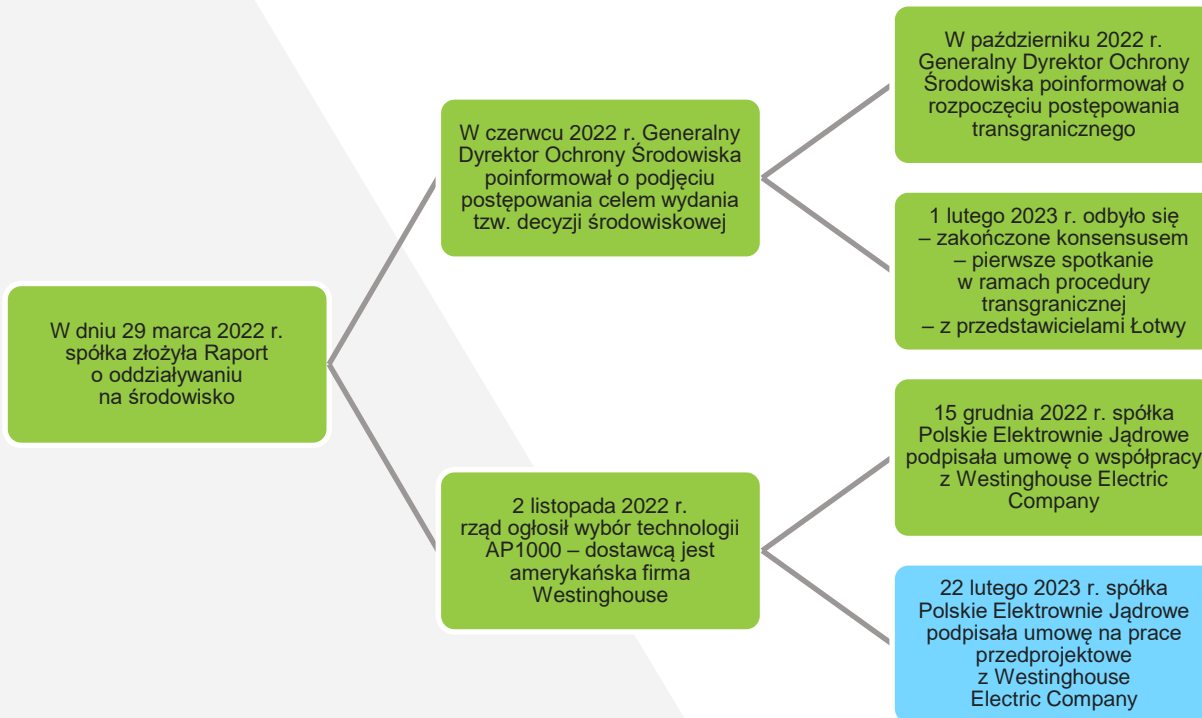 W dniu 29 marca 2022 r.
spółka złożyła Raport
o oddziaływaniu
na środowisko
W czerwcu 2022 r. Generalny
Dyrektor Ochrony Środowiska
poinformował o podjęciu
postępowania celem wydania
tzw. decyzji środowiskowej
W październiku 2022 r.
Generalny Dyrektor Ochrony
Środowiska poinformował o
rozpoczęciu postępowania
transgranicznego
1 lutego 2023 r. odbyło się
– zakończone konsensusem
– pierwsze spotkanie
w ramach procedury
transgranicznej
– z przedstawicielami Łotwy
2 listopada 2022 r.
rząd ogłosił wybór technologii
AP1000 – dostawcą jest
amerykańska firma
Westinghouse
15 grudnia 2022 r. spółka
Polskie Elektrownie Jądrowe
podpisała umowę o współpracy
z Westinghouse Electric
Company
22 lutego 2023 r. spółka
Polskie Elektrownie Jądrowe
podpisała umowę na prace
przedprojektowe
z Westinghouse
Electric Company